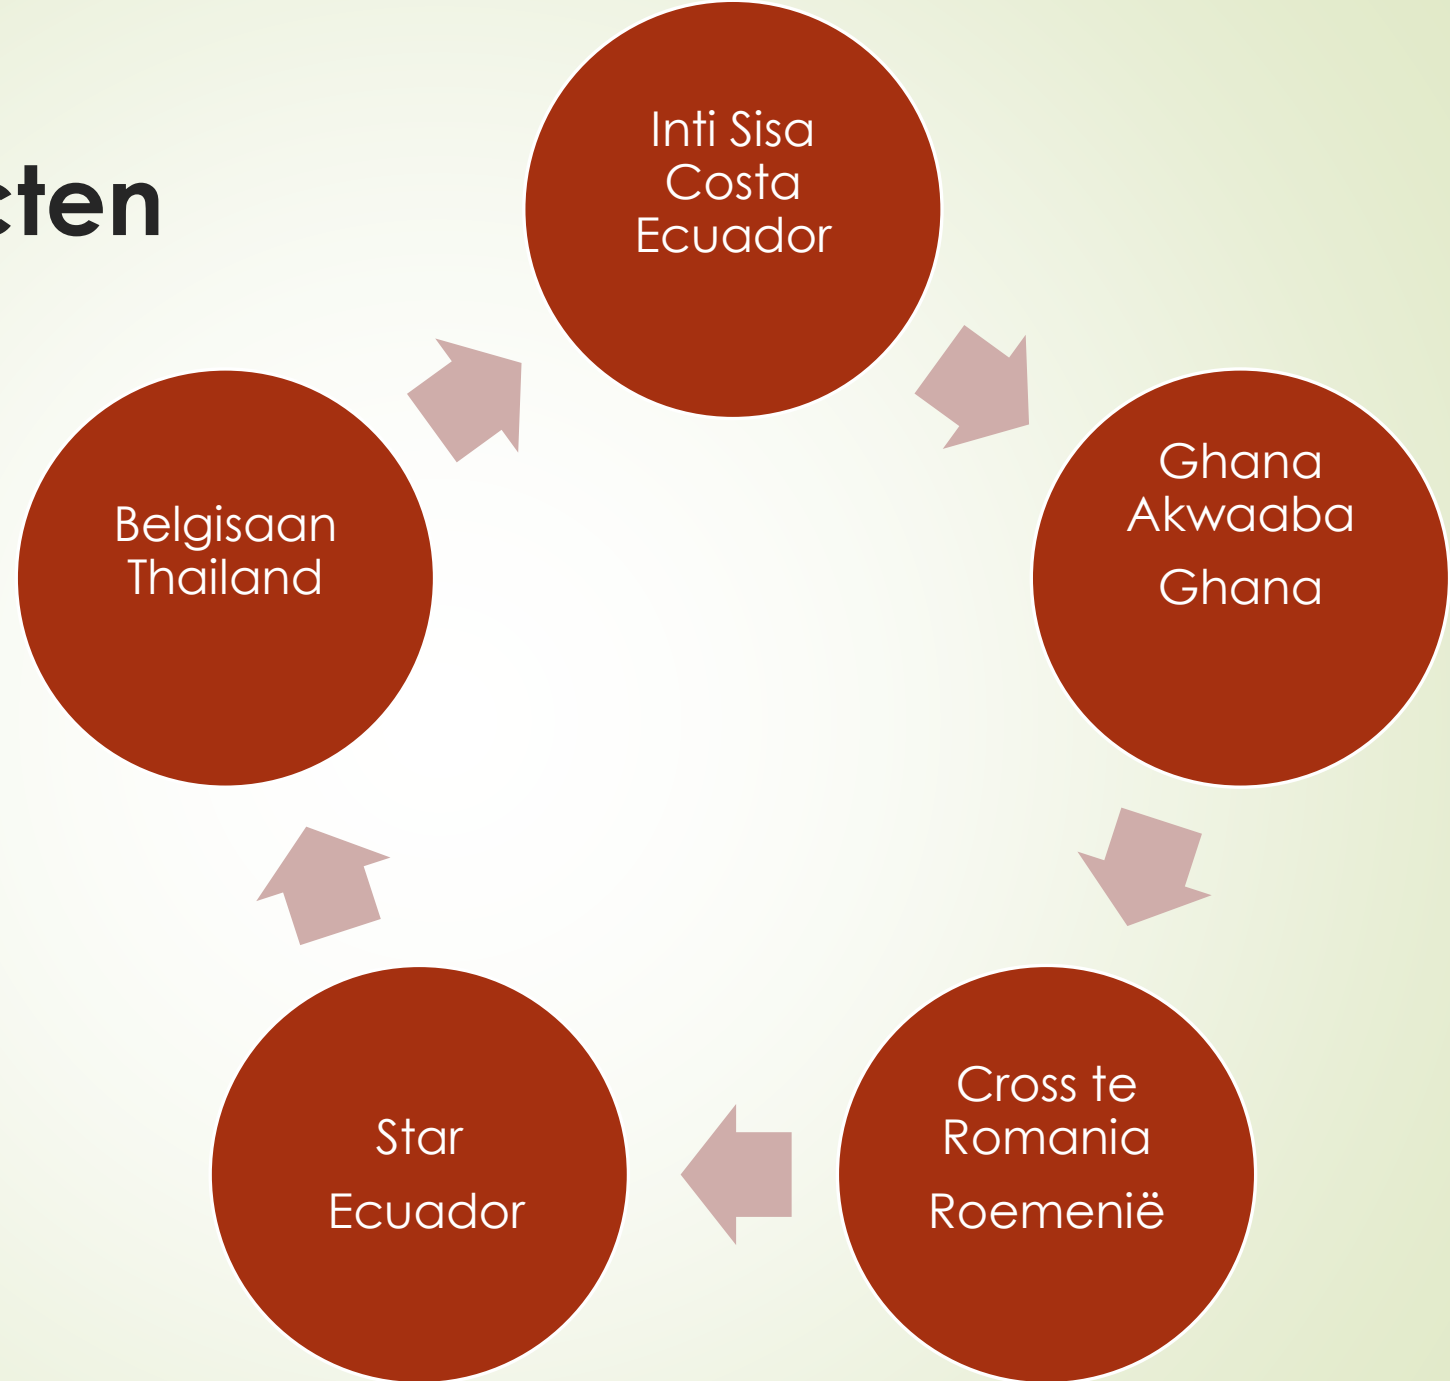 cten
Inti Sisa
Costa
Ecuador
Ghana
Akwaaba
Ghana
Cross te
Romania
Roemenië
Star
Ecuador
Belgisaan
Thailand